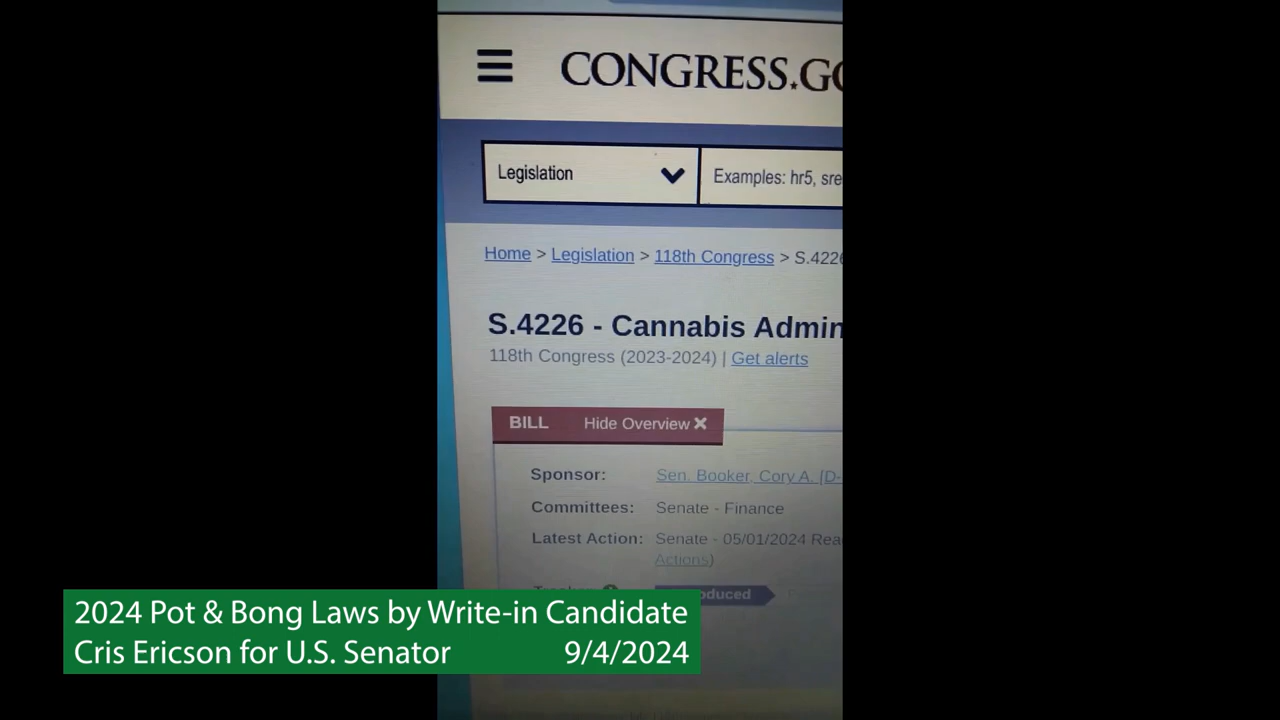 CONGRESS.GO
Legislation
Examples: hr5, sre
Home > Legislation > 118th Congress > S.4226
S.4226 - Cannabis Admin
118th Congress (2023-2024) | Get alerts
BILL Hide Overview ✕
Sponsor: Sen. Booker, Cory A. [D-
Committees: Senate - Finance
Latest Action: Senate - 05/01/2024 Rea
Actions)
oduced
2024 Pot & Bong Laws by Write-in Candidate
Cris Ericson for U.S. Senator 9/4/2024